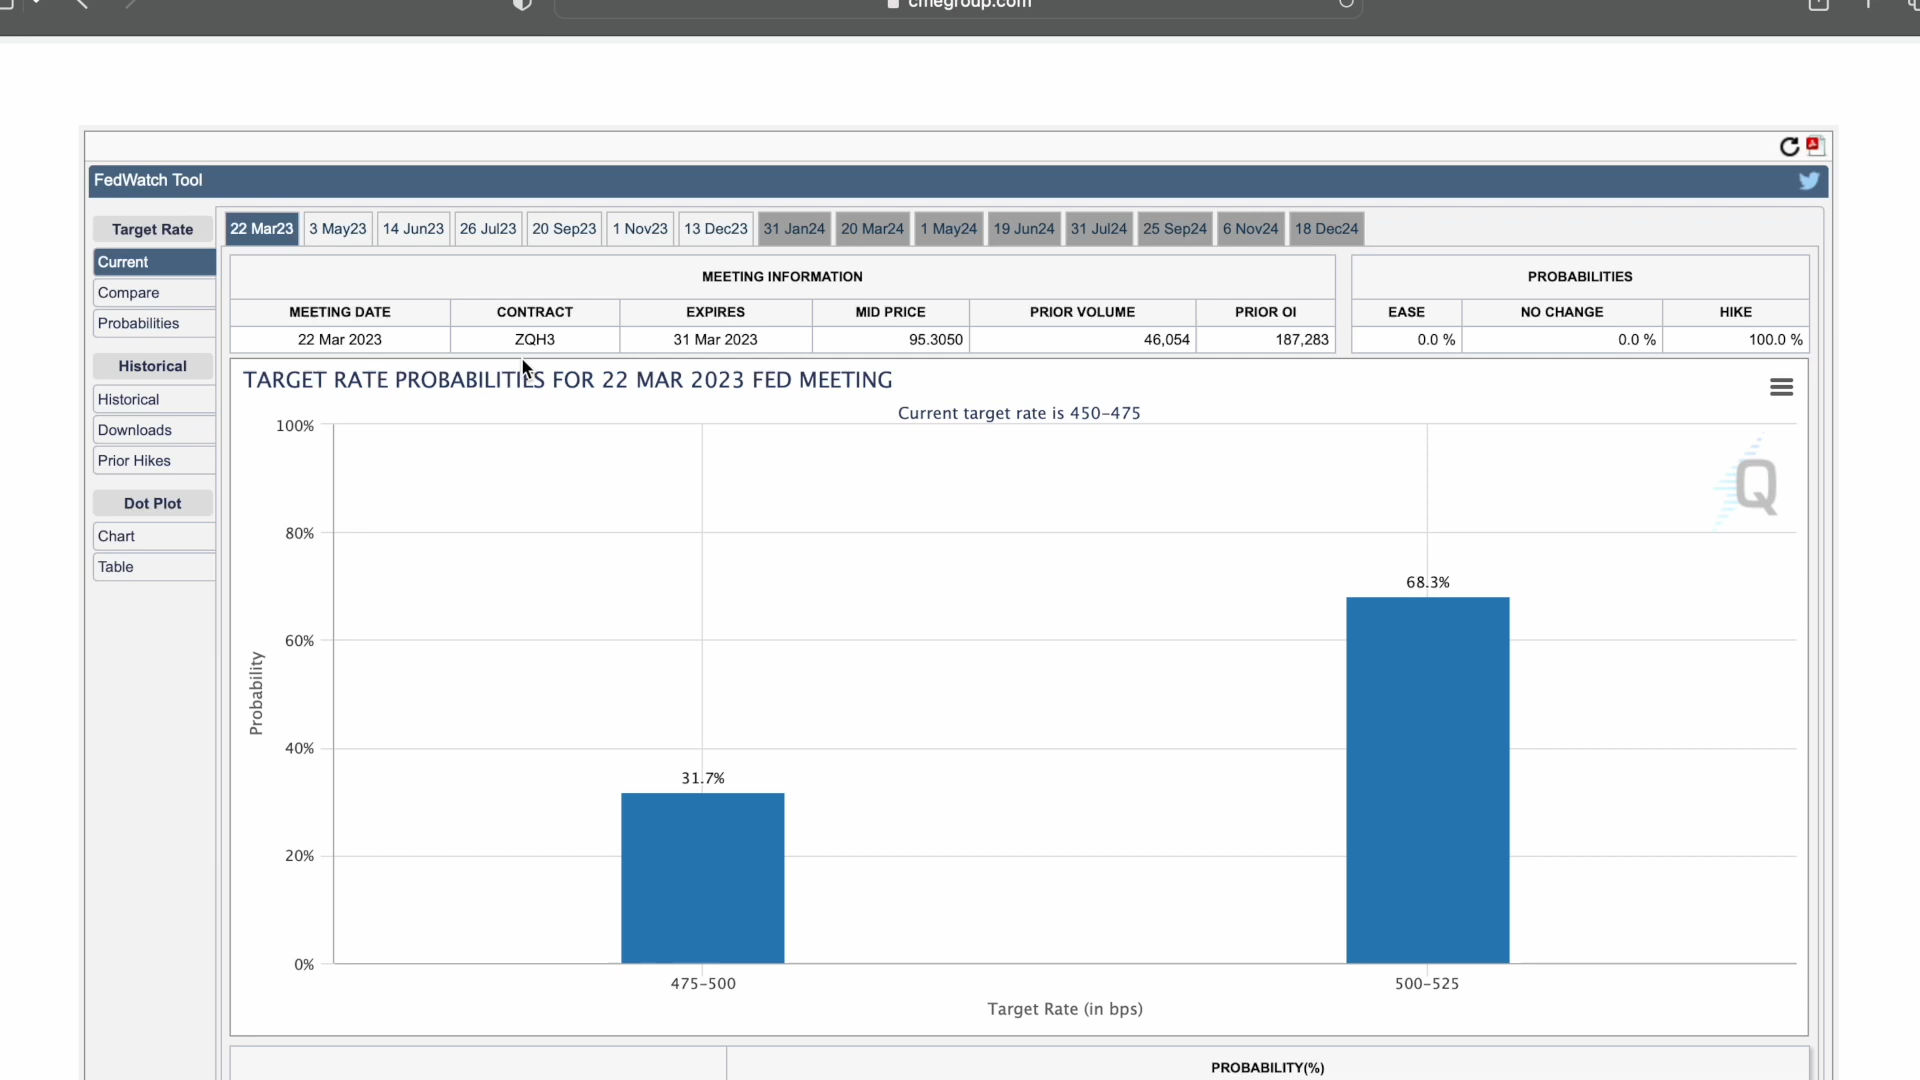 cmegroup.com
FedWatch Tool
Target Rate
Current
Compare
Probabilities
Historical
Historical
Downloads
Prior Hikes
Dot Plot
Chart
Table
22 Mar23 3 May23 14 Jun23 26 Jul23 20 Sep23 1 Nov23 13 Dec23 31 Jan24 20 Mar24 1 May24 19 Jun24 31 Jul24 25 Sep24 6 Nov24 18 Dec24
MEETING INFORMATION
MEETING DATE CONTRACT EXPIRES MID PRICE PRIOR VOLUME PRIOR OI
22 Mar 2023 ZQH3 31 Mar 2023 95.3050 46,054 187,283
PROBABILITIES
EASE NO CHANGE HIKE
0.0 % 0.0 % 100.0 %
TARGET RATE PROBABILITIES FOR 22 MAR 2023 FED MEETING
Current target rate is 450-475
Q
100%
80%
60%
40%
20%
0%
Probability
31.7%
68.3%
475-500 500-525
Target Rate (in bps)
PROBABILITY(%)